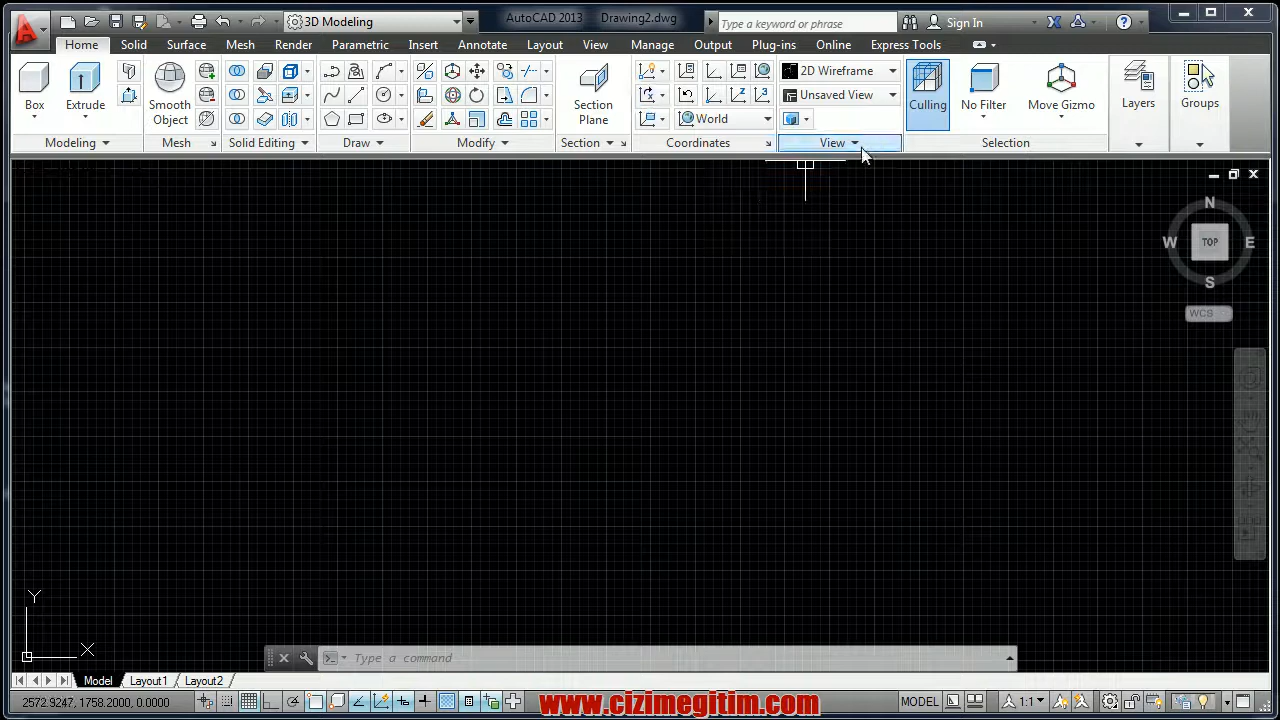 3D Modeling
AutoCAD 2013 Drawing2.dwg
Type a keyword or phrase
Sign In
Home Solid Surface Mesh Render Parametric Insert Annotate Layout View Manage Output Plug-ins Online Express Tools
Box
Extrude
Smooth
Object
Section
Plane
World
2D Wireframe
Unsaved View
Culling
No Filter
Move Gizmo
Layers
Groups
Modeling Mesh Solid Editing Draw Modify Section Coordinates View Selection
N
W TOP E
S
WCS
Y
X
Type a command
Model Layout1 Layout2
9572.9247, 1758.2000, 0.0000
www.cizimegitim.com
MODEL
1:1